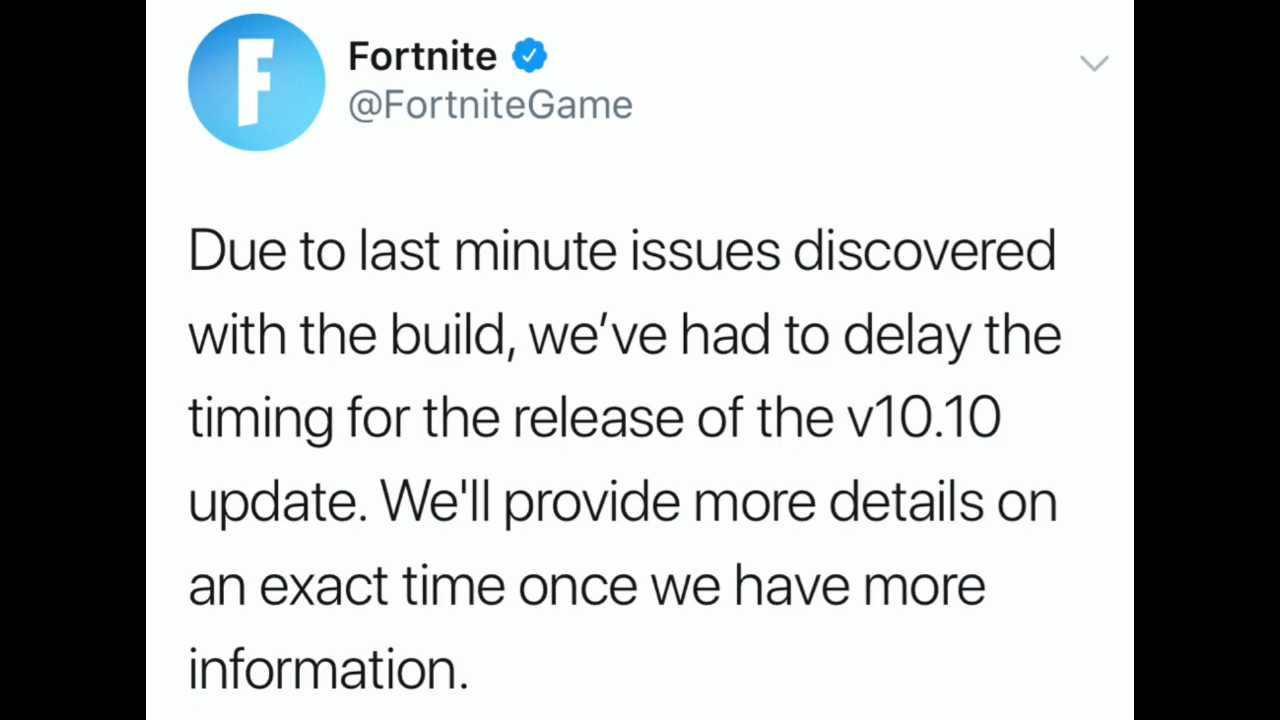 Fortnite
@FortniteGame
Due to last minute issues discovered
with the build, we’ve had to delay the
timing for the release of the v10.10
update. We'll provide more details on
an exact time once we have more
information.